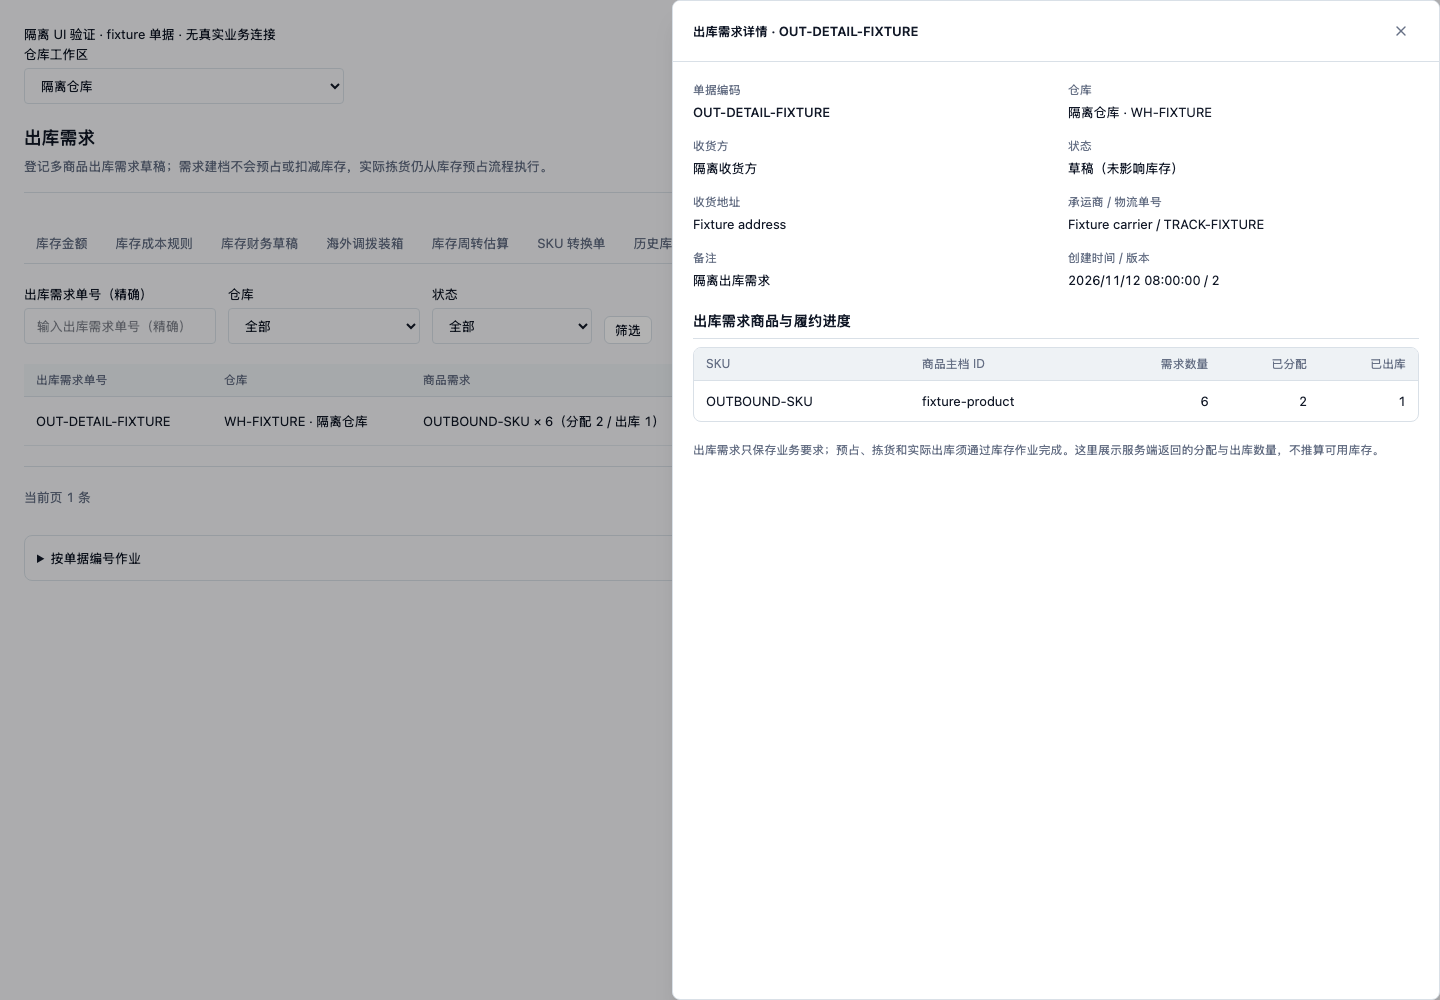 隔离 UI 验证 · fixture 单据 · 无真实业务连接
仓库工作区
隔离仓库
出库需求
登记多商品出库需求草稿；需求建档不会预占或扣减库存，实际拣货仍从库存预占流程执行。
库存金额 库存成本规则 库存财务草稿 海外调拨装箱 库存周转估算 SKU 转换单 历史库
出库需求单号（精确） 仓库 状态
输入出库需求单号（精确） 全部 全部 筛选
出库需求单号 仓库 商品需求
OUT-DETAIL-FIXTURE WH-FIXTURE · 隔离仓库 OUTBOUND-SKU × 6（分配 2 / 出库 1）
当前页 1 条
▶ 按单据编号作业
出库需求详情 · OUT-DETAIL-FIXTURE
单据编码 仓库
OUT-DETAIL-FIXTURE 隔离仓库 · WH-FIXTURE
收货方 状态
隔离收货方 草稿（未影响库存）
收货地址 承运商 / 物流单号
Fixture address Fixture carrier / TRACK-FIXTURE
备注 创建时间 / 版本
隔离出库需求 2026/11/12 08:00:00 / 2
出库需求商品与履约进度
SKU 商品主档 ID 需求数量 已分配 已出库
OUTBOUND-SKU fixture-product 6 2 1
出库需求只保存业务要求；预占、拣货和实际出库须通过库存作业完成。这里展示服务端返回的分配与出库数量，不推算可用库存。